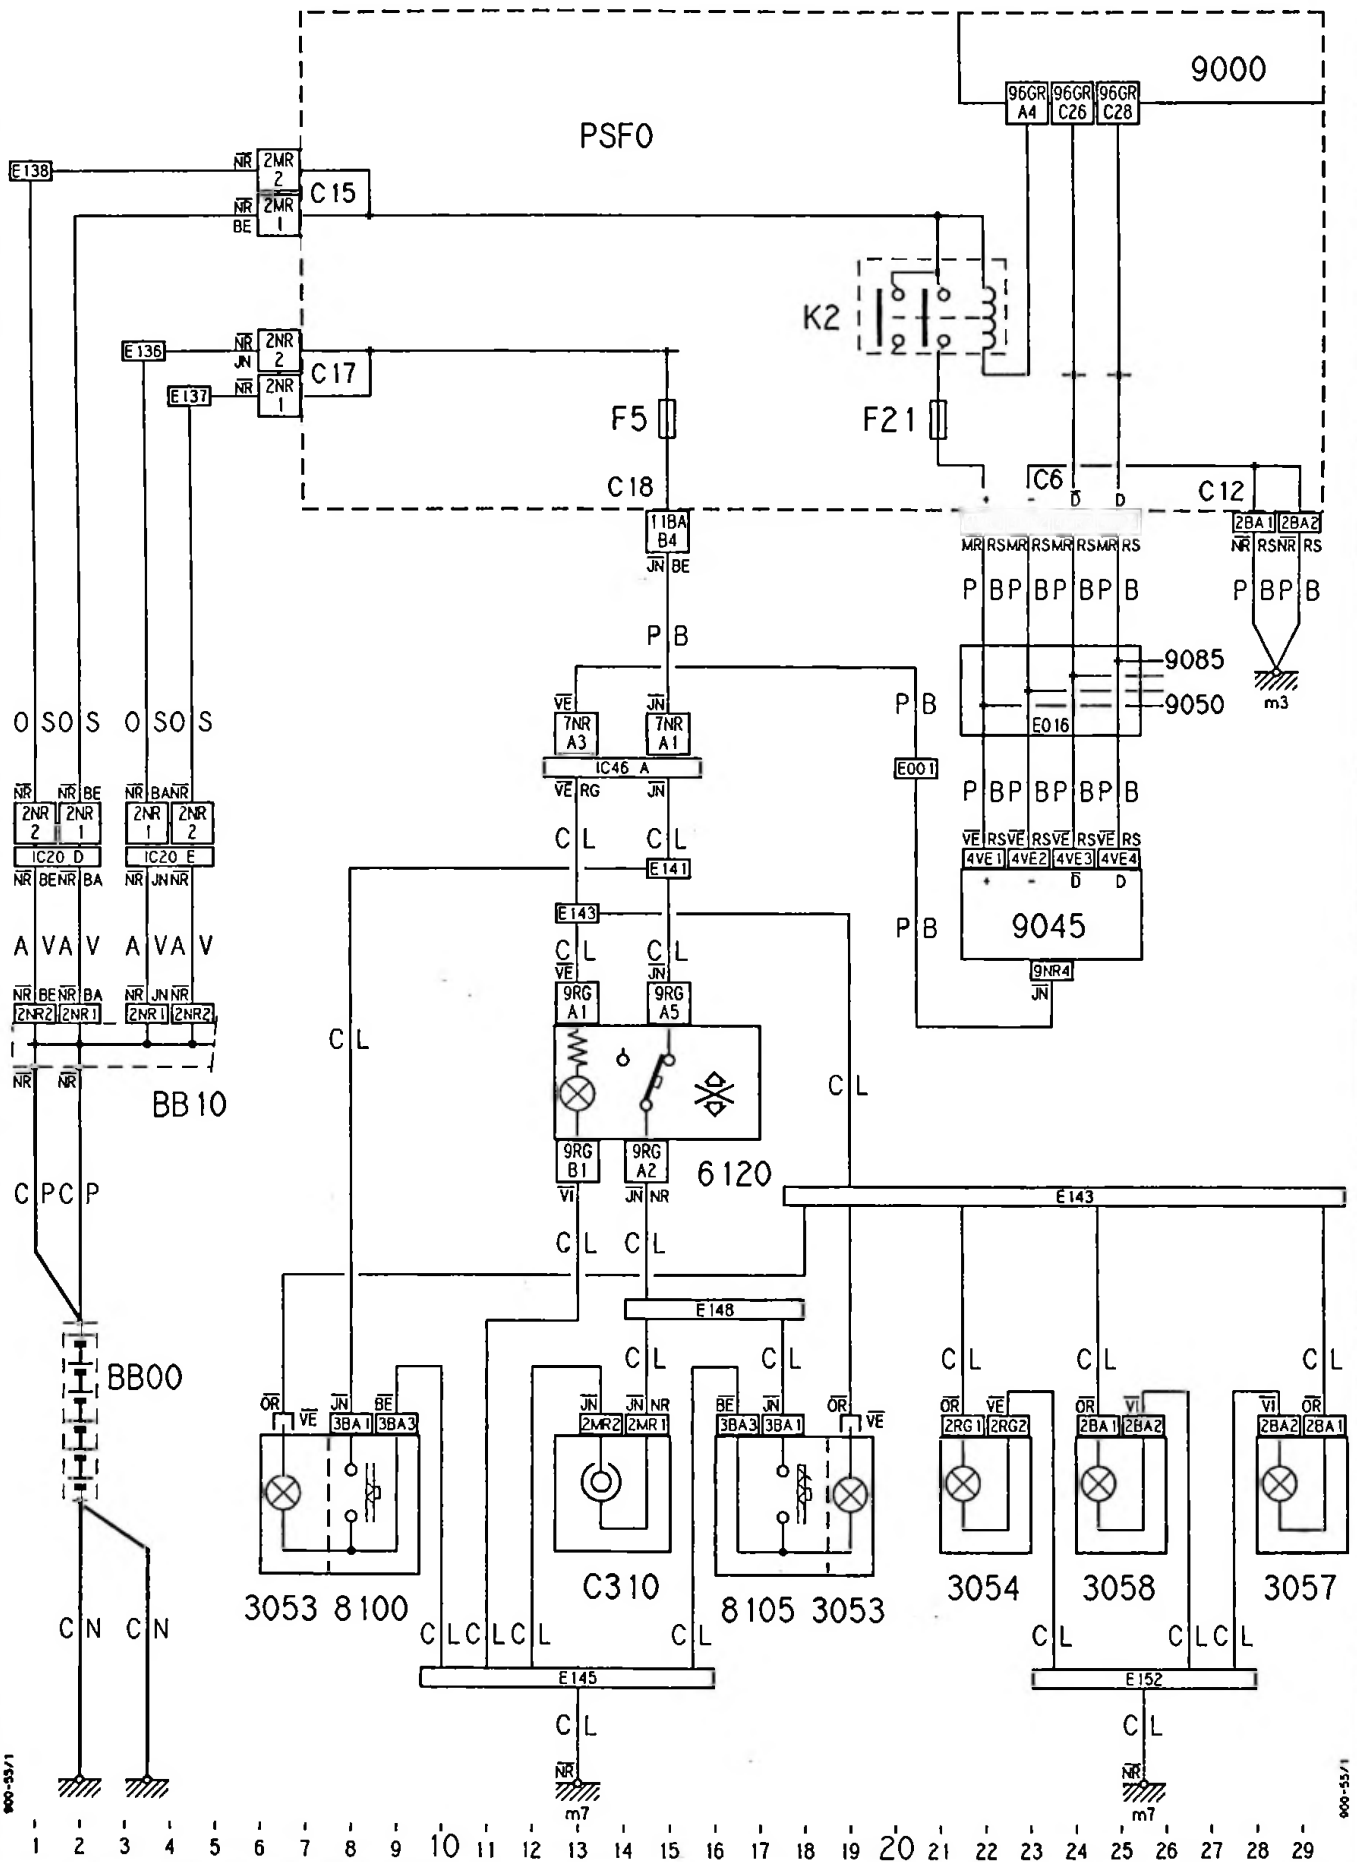 9000
96GR 96GR 96GR
A4 C26 C28
PSF0
E138
NR 2MR
2
C15
NR 2MR
BE 1
K2
E136
NR 2NR
JN 2
C17
E137
NR 2NR
1
F5
F21
C18
C6
C12
+ - D D
11BA
B4
2BA1 2BA2
JN BE
MR RS MR RS MR RS MR RS
NR RS NR RS
P B P B P B P B
P B P B
P B
9085
9050
E016
m3
VE JN
7NR 7NR
A3 A1
P B
O S O S O S O S
IC46 A
E001
NR NR BE NR BA NR
VE RG JN
P B P B P B P B
2NR 2NR 2NR 2NR
2 1 1 2
C L C L
VE RS VE RS VE RS VE RS
IC20 D IC20 E
4VE1 4VE2 4VE3 4VE4
NR BE NR BA NR JN NR
E141
+ - D D
E143
9045
P B
A V A V A V A V
C L C L
VE JN
9NR4
JN
NR BE NR BA NR JN NR
2NR2 2NR1 2NR1 2NR2
9RG 9RG
A1 A5
C L
NR NR
BB10
C L
9RG 9RG
B1 A2
6120
VI JN NR
C P C P
E143
C L C L
E148
BB00
C L C L
C L C L C L
OR VE JN BE
JN JN NR
BE JN OR VE
OR VE OR VI VI OR
3BA1 3BA3
2MR2 2MR1
3BA3 3BA1
2RG1 2RG2 2BA1 2BA2 2BA2 2BA1
3053 8100
C310
8105 3053
3054 3058 3057
C N C N
C L C L C L C L
C L C L C L
E145
E152
C L
C L
NR
m7
NR
m7
900-55/1
900-55/1
1 2 3 4 5 6 7 8 9 10 11 12 13 14 15 16 17 18 19 20 21 22 23 24 25 26 27 28 29